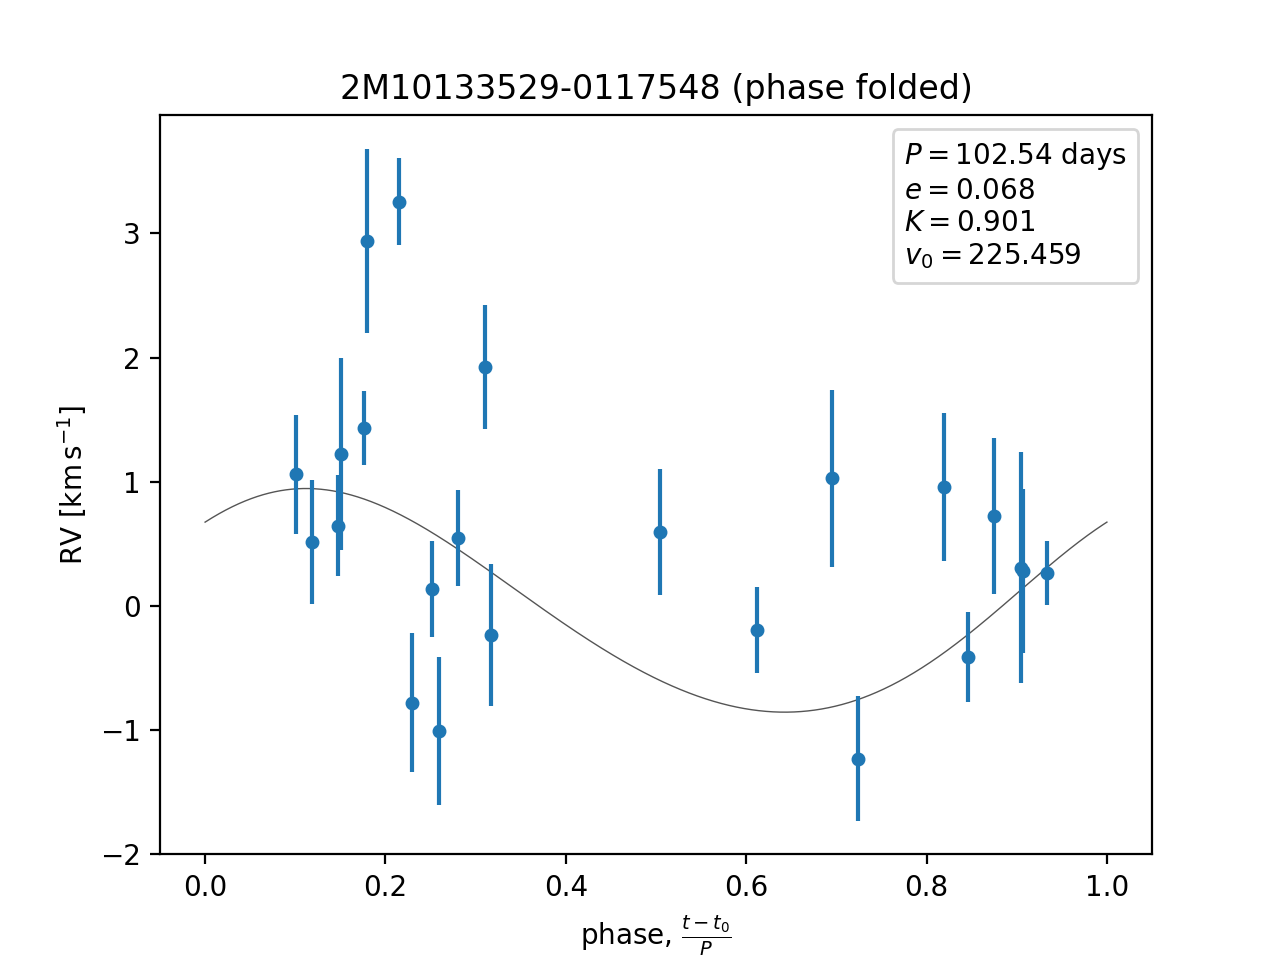 2M10133529-0117548 (phase folded)
P = 102.54 days
e = 0.068
K = 0.901
v₀ = 225.459
3
2
1
0
−1
−2
RV [km s⁻¹]
0.0 0.2 0.4 0.6 0.8 1.0
phase, (t − t₀)/P